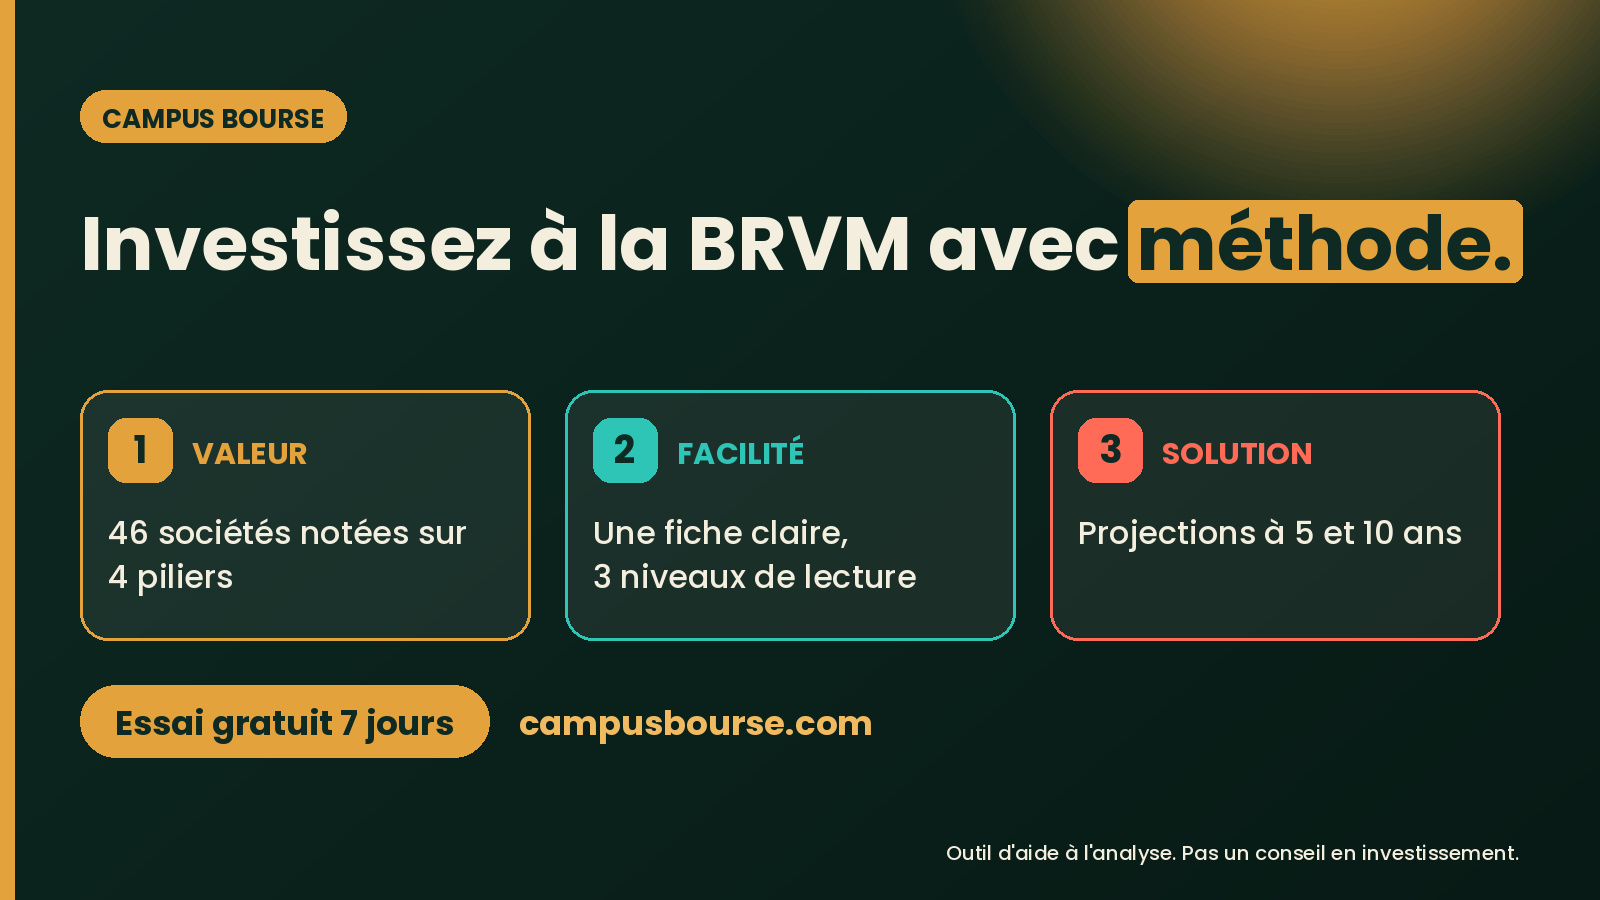 CAMPUS BOURSE
Investissez à la BRVM avec méthode.
1 VALEUR
46 sociétés notées sur
4 piliers
2 FACILITÉ
Une fiche claire,
3 niveaux de lecture
3 SOLUTION
Projections à 5 et 10 ans
Essai gratuit 7 jours
campusbourse.com
Outil d'aide à l'analyse. Pas un conseil en investissement.